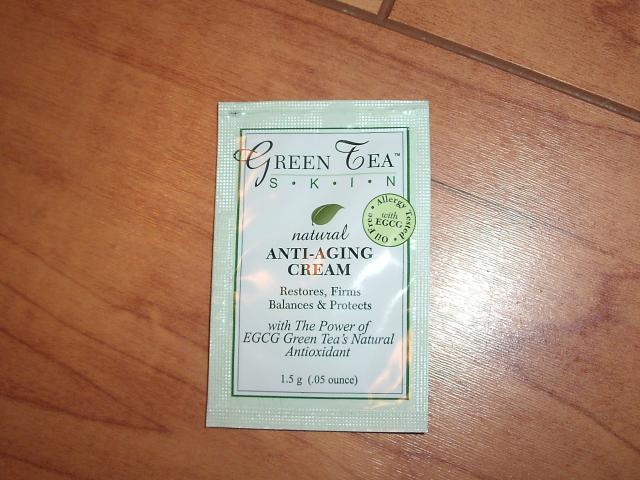 GREEN TEA™
S•K•I•N
Allergy Tested • Oil Free •
with
EGCG
natural
ANTI-AGING
CREAM
Restores, Firms
Balances & Protects
with The Power of
EGCG Green Tea's Natural
Antioxidant
1.5 g (.05 ounce)